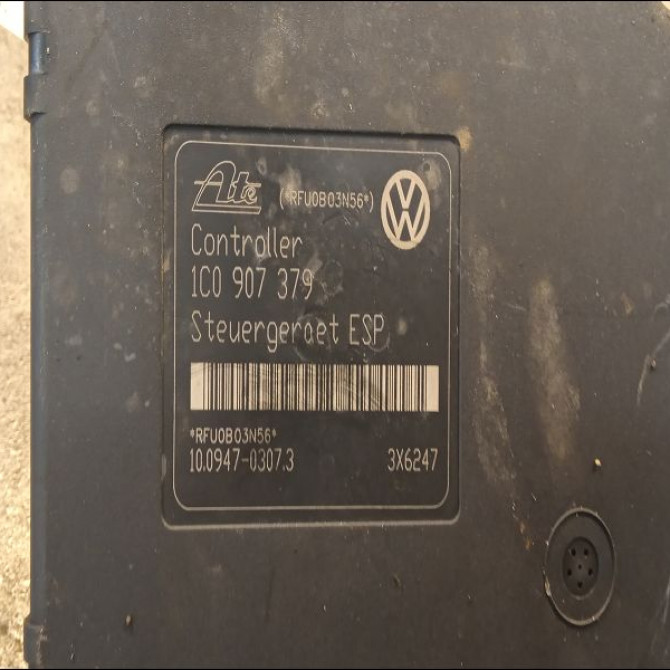 Ate (*RFU0B03N56*)
Controller
1C0 907 379
Steuergeraet ESP
*RFU0B03N56*
10.0947-0307.3 3X6247